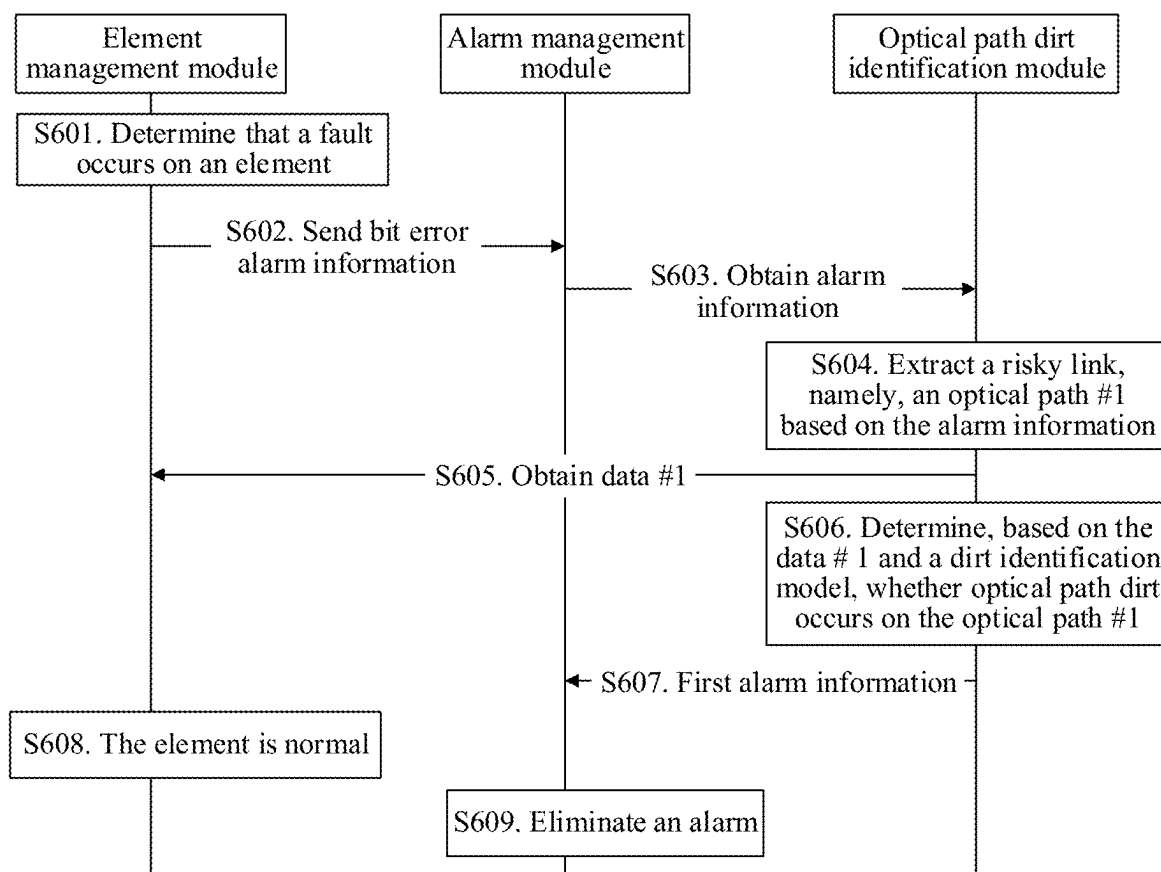 Element
management module
Alarm management
module
Optical path dirt
identification module
S601. Determine that a fault
occurs on an element
S602. Send bit error
alarm information
S603. Obtain alarm
information
S604. Extract a risky link,
namely, an optical path #1
based on the alarm information
S605. Obtain data #1
S606. Determine, based on the
data # 1 and a dirt identification
model, whether optical path dirt
occurs on the optical path #1
S607. First alarm information
S608. The element is normal
S609. Eliminate an alarm